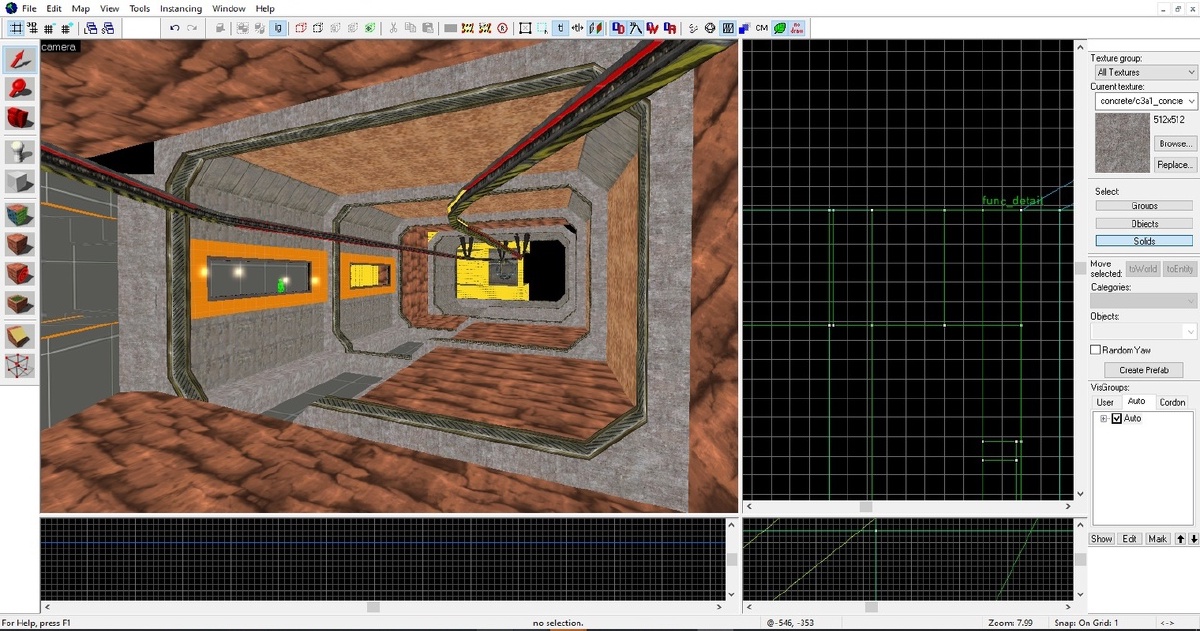 File Edit Map View Tools Instancing Window Help
CM
camera
func_detail
Texture group:
All Textures
Current texture:
concrete/c3a1_concre
512x512
Browse...
Replace...
Select:
Groups
Objects
Solids
Move selected:
toWorld toEntity
Categories:
Objects:
Random Yaw
Create Prefab
VisGroups:
User Auto Cordon
Auto
Show Edit Mark
For Help, press F1 no selection. @-546, -353 Zoom: 7.99 Snap: On Grid: 1 <->